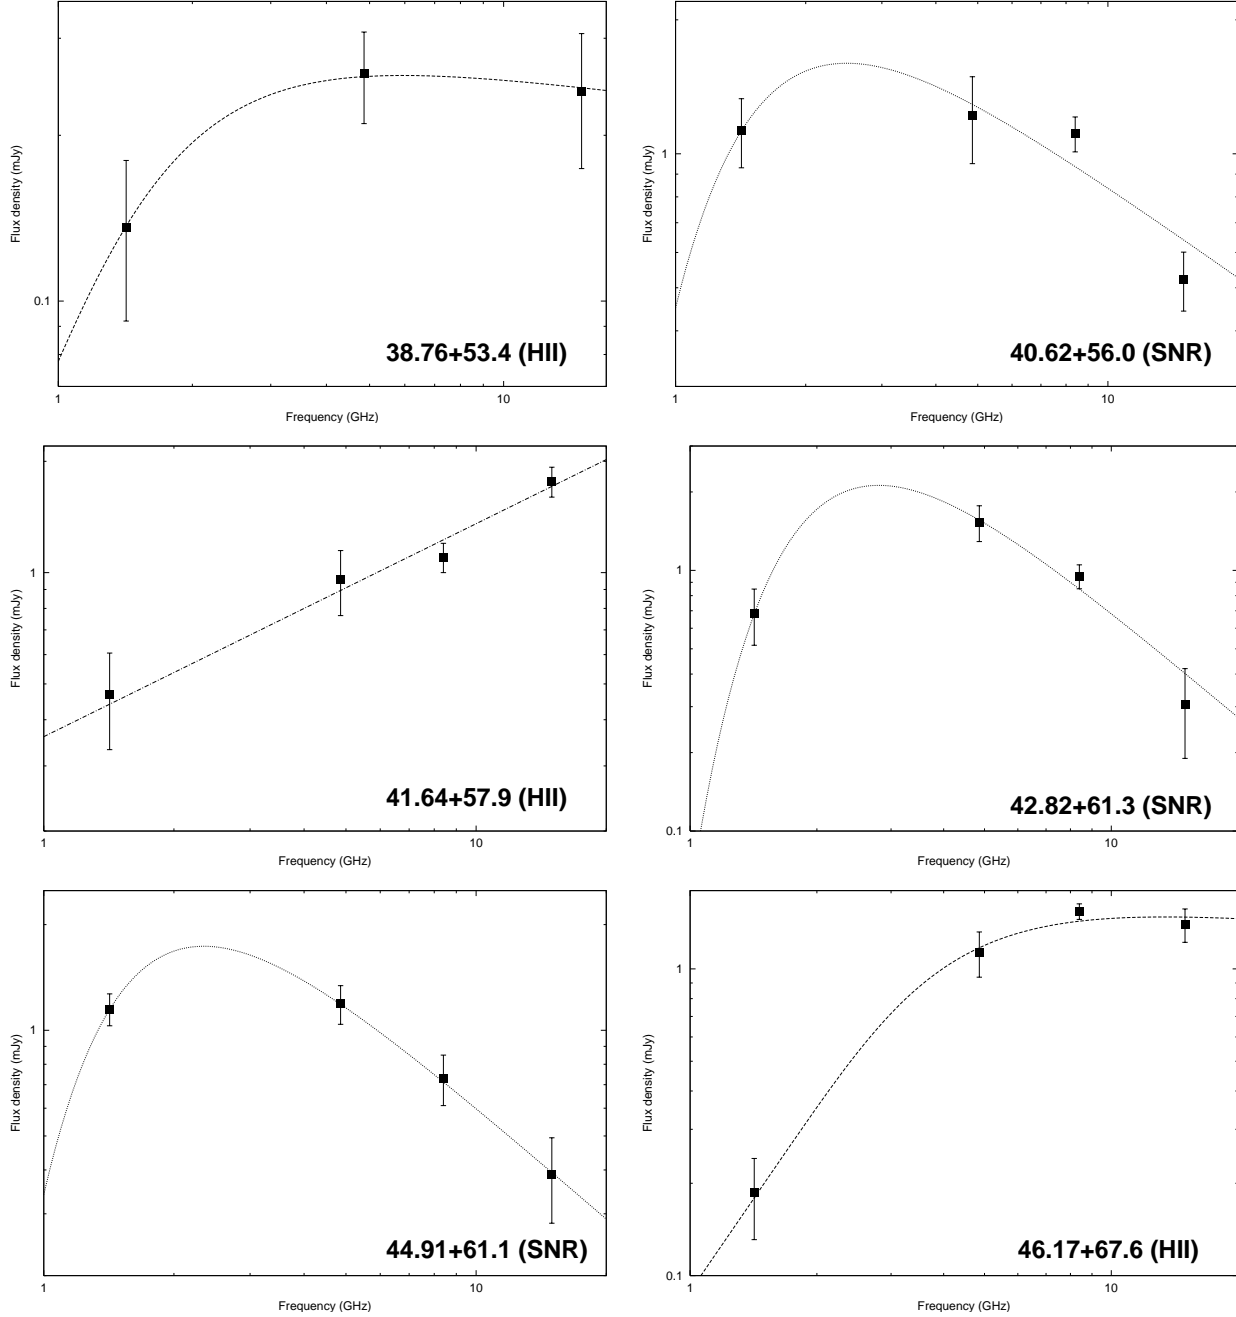 Flux density (mJy)
0.1
38.76+53.4 (HII)
1
10
Frequency (GHz)
Flux density (mJy)
1
40.62+56.0 (SNR)
1
10
Frequency (GHz)
Flux density (mJy)
1
41.64+57.9 (HII)
1
10
Frequency (GHz)
Flux density (mJy)
1
0.1
42.82+61.3 (SNR)
1
10
Frequency (GHz)
Flux density (mJy)
1
44.91+61.1 (SNR)
1
10
Frequency (GHz)
Flux density (mJy)
1
0.1
46.17+67.6 (HII)
1
10
Frequency (GHz)